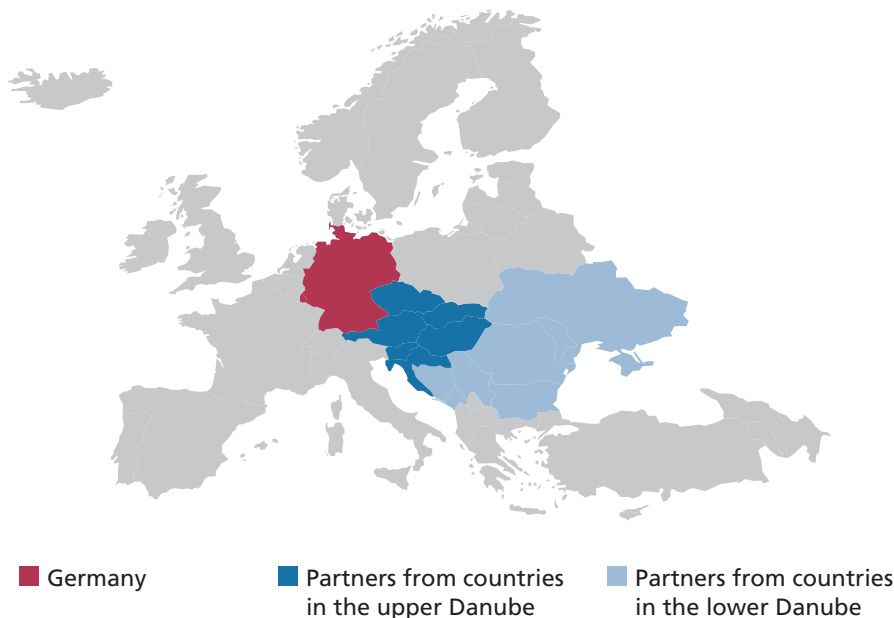 Germany
Partners from countries
in the upper Danube
Partners from countries
in the lower Danube